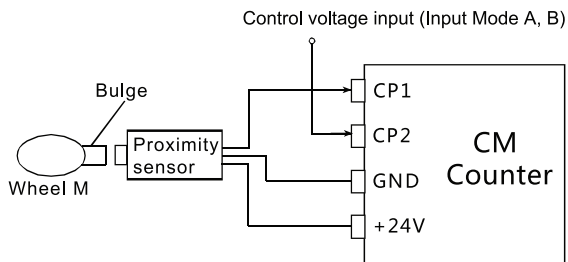 Control voltage input (Input Mode A, B)
Bulge
Wheel M
Proximity
sensor
CP1
CP2
GND
+24V
CM
Counter